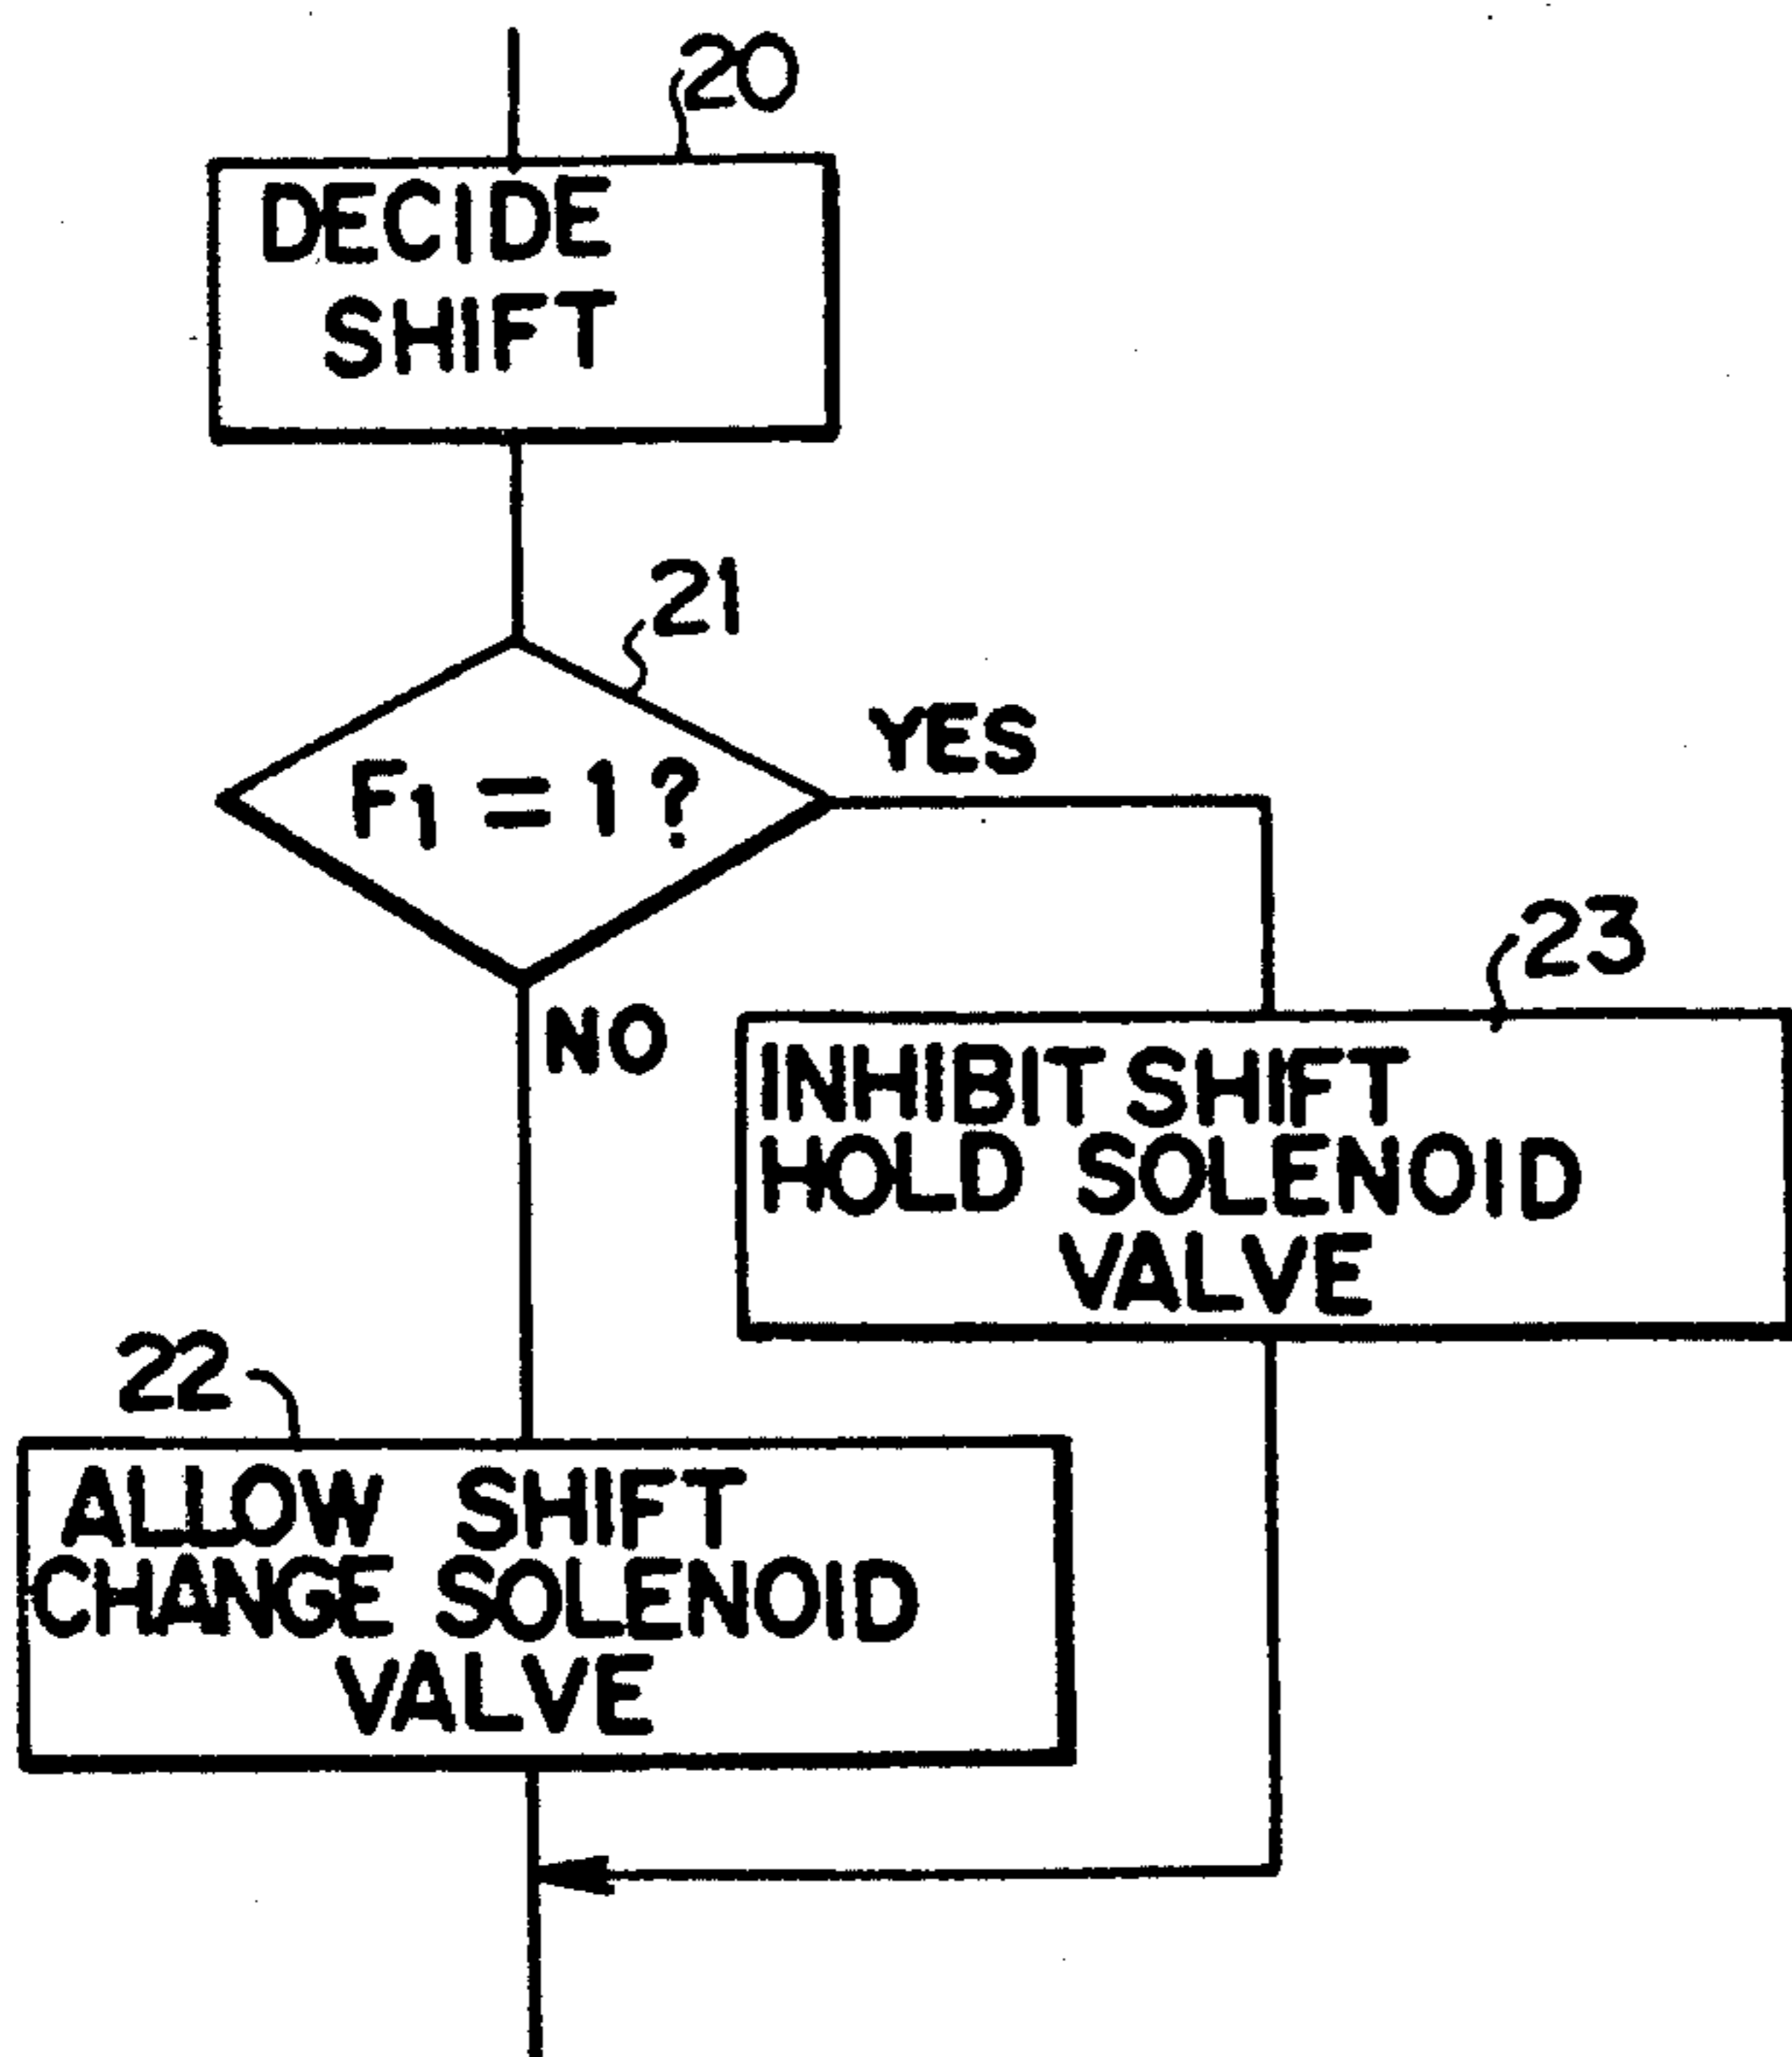 20
DECIDE
SHIFT
21
F1 = 1 ?
YES
NO
23
INHIBIT SHIFT
HOLD SOLENOID
VALVE
22
ALLOW SHIFT
CHANGE SOLENOID
VALVE